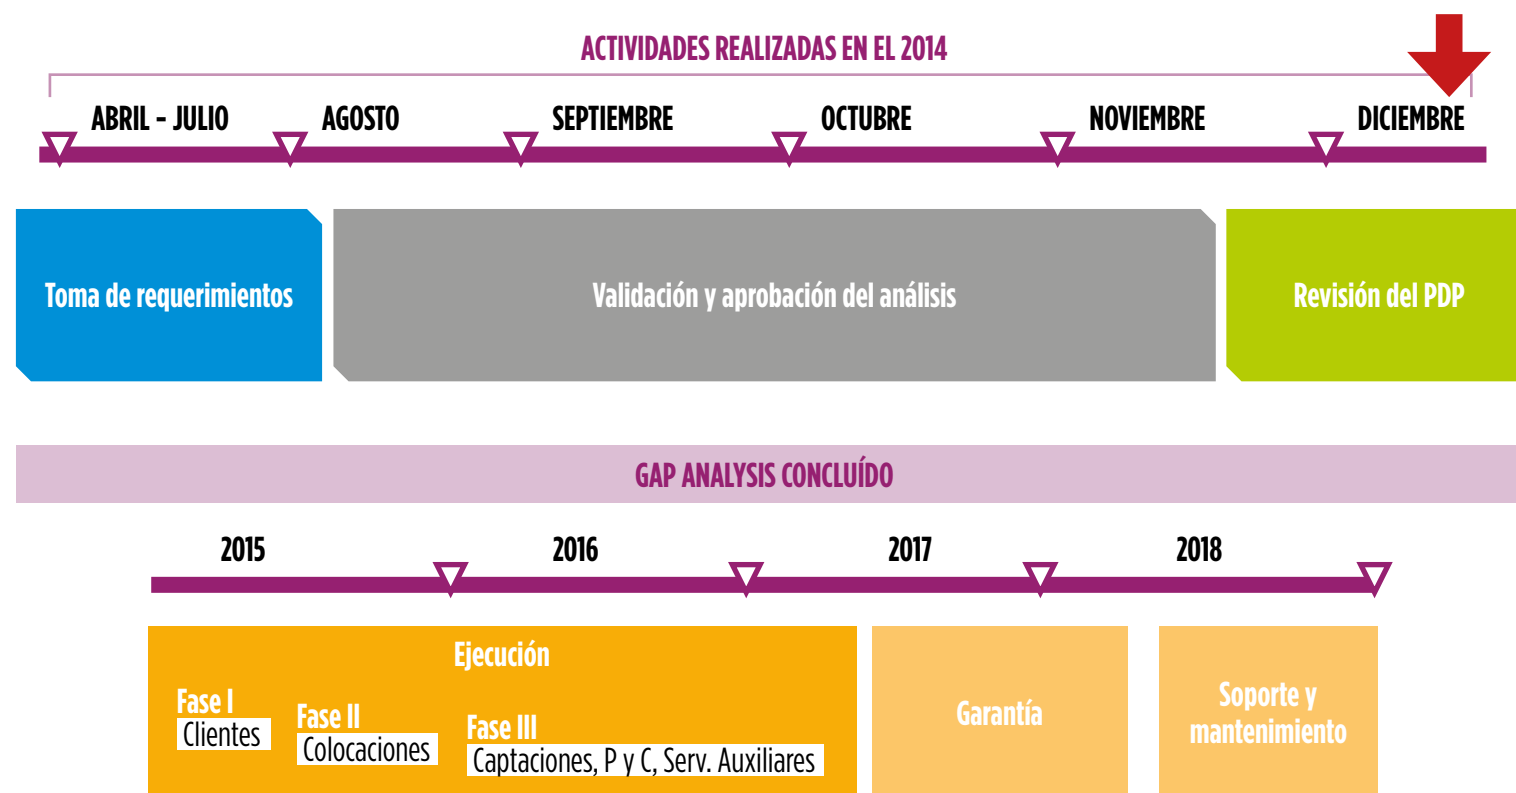 ACTIVIDADES REALIZADAS EN EL 2014
ABRIL - JULIO
AGOSTO
SEPTIEMBRE
OCTUBRE
NOVIEMBRE
DICIEMBRE
Toma de requerimientos
Validación y aprobación del análisis
Revisión del PDP
GAP ANALYSIS CONCLUÍDO
2015
2016
2017
2018
Ejecución
Fase I
Clientes
Fase II
Colocaciones
Fase III
Captaciones, P y C, Serv. Auxiliares
Garantía
Soporte y
mantenimiento